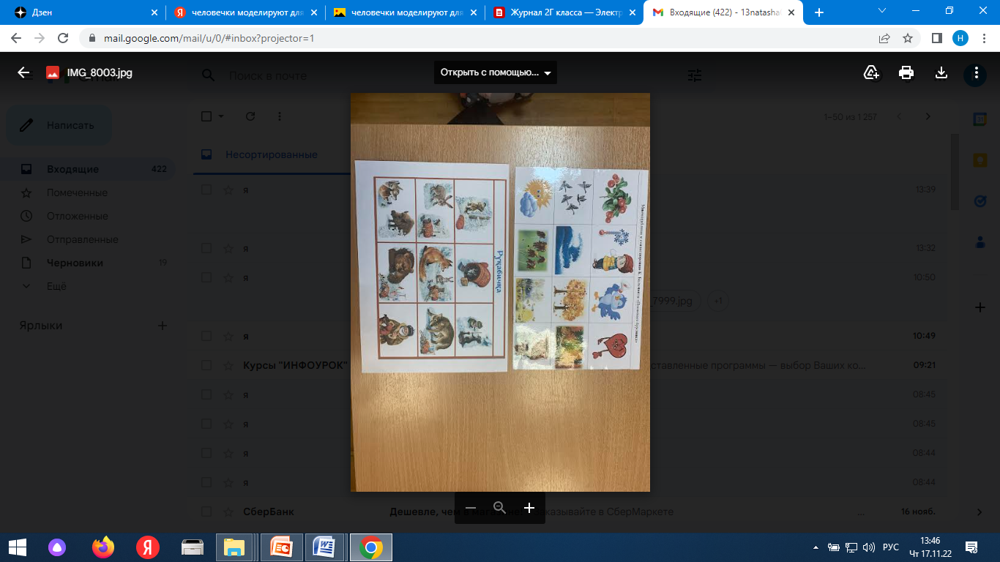 Дзен
человечки моделируют для
человечки моделируют для
Журнал 2Г класса — Электр
Входящие (422) - 13natasha
mail.google.com/mail/u/0/#inbox?projector=1
Н
IMG_8003.jpg
Поиск в почте
Открыть с помощью...
Написать
1–50 из 1 257
Несортированные
Входящие 422
Помеченные
Отложенные
Отправленные
Черновики 19
Ещё
Ярлыки
я 13:39
я 13:32
я 10:50
7999.jpg
+1
я 10:49
Курсы "ИНФОУРОК" ставленные программы — выбор Ваших ко... 09:21
я 08:45
я 08:45
я 08:44
я 08:44
СберБанк Дешевле, чем в Заказывайте в СберМаркете ... 16 нояб.
Рукавичка
РУС
13:46
Чт 17.11.22